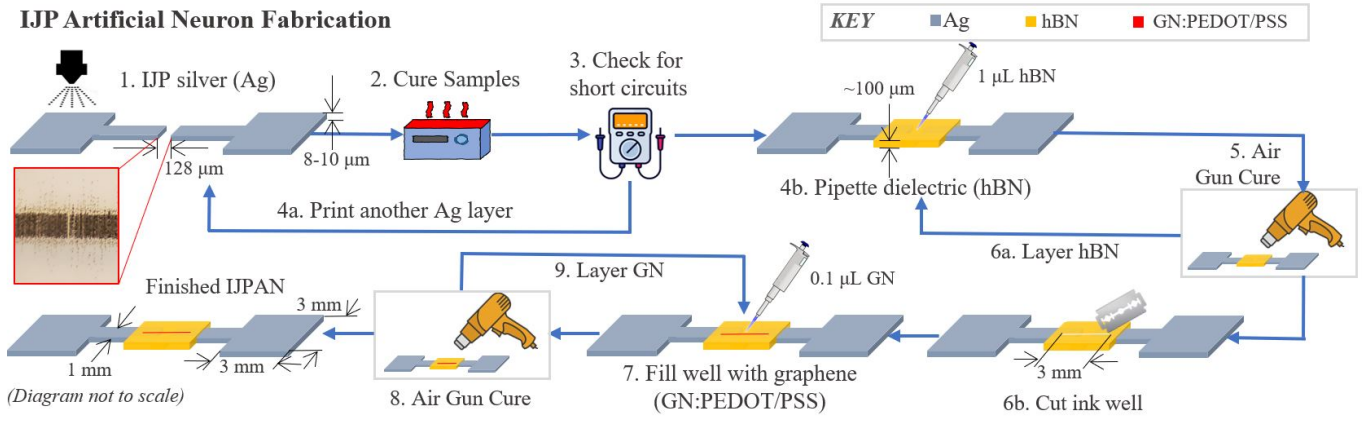 IJP Artificial Neuron Fabrication
KEY
Ag
hBN
GN:PEDOT/PSS
1. IJP silver (Ag)
128 µm
8-10 µm
2. Cure Samples
3. Check for
short circuits
4a. Print another Ag layer
~100 µm
1 µL hBN
4b. Pipette dielectric (hBN)
5. Air
Gun Cure
6a. Layer hBN
3 mm
6b. Cut ink well
0.1 µL GN
7. Fill well with graphene
(GN:PEDOT/PSS)
8. Air Gun Cure
9. Layer GN
Finished IJPAN
3 mm
1 mm
3 mm
(Diagram not to scale)